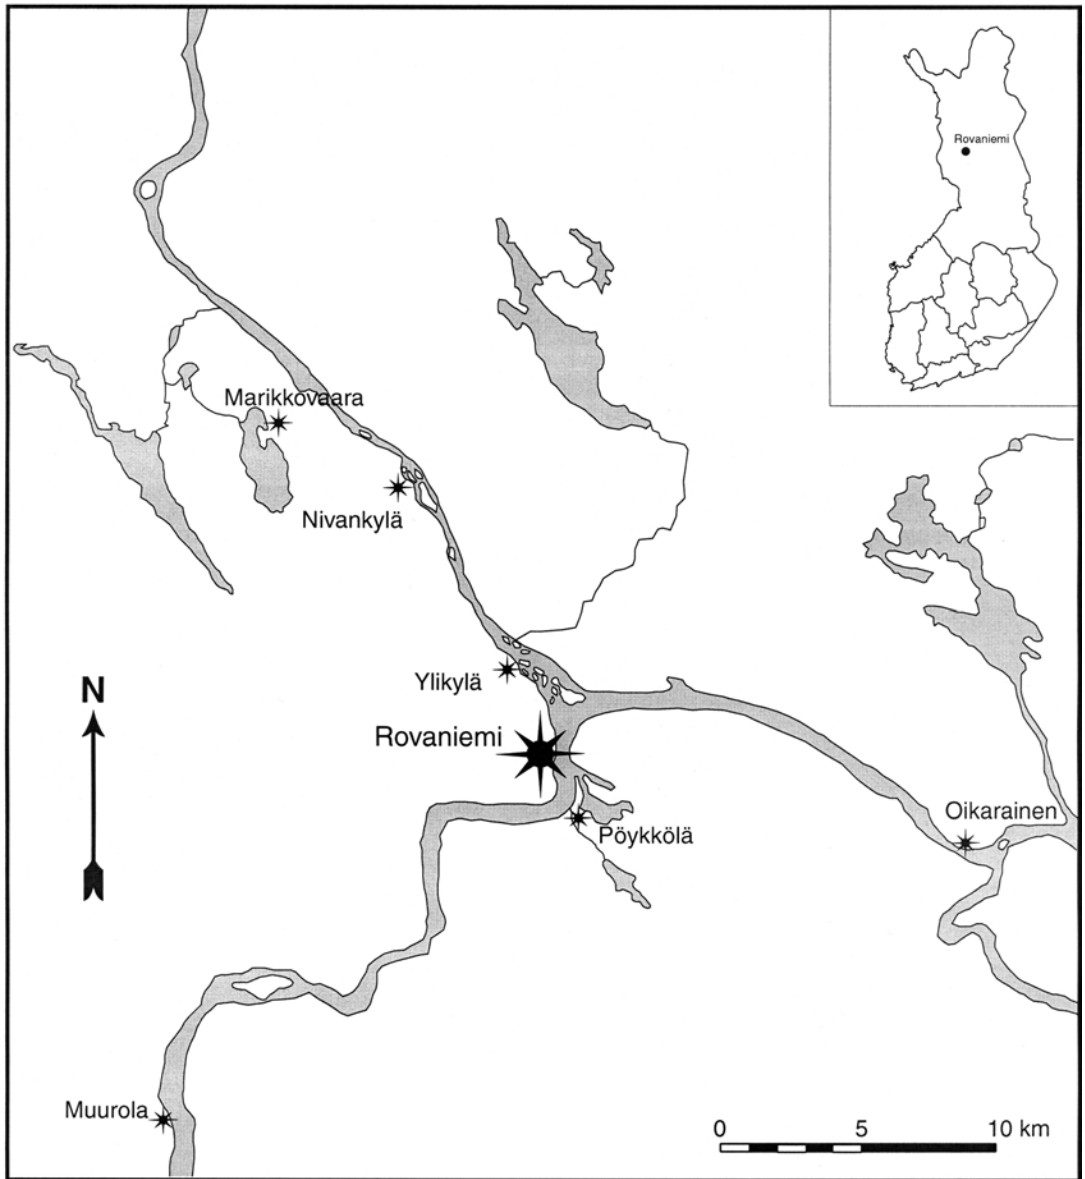 Rovaniemi
Marikkovaara
Nivankylä
Ylikylä
N
Rovaniemi
Oikarainen
Pöykkölä
Muurola
0 5 10 km